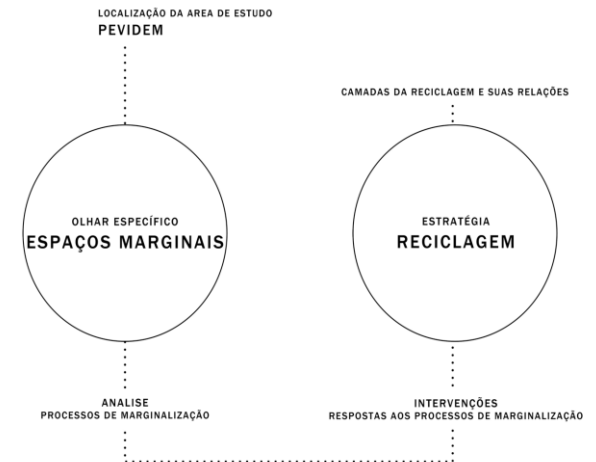 LOCALIZAÇÃO DA AREA DE ESTUDO
PEVIDEM
CAMADAS DA RECICLAGEM E SUAS RELAÇÕES
OLHAR ESPECÍFICO
ESPAÇOS MARGINAIS
ESTRATÉGIA
RECICLAGEM
ANALISE
PROCESSOS DE MARGINALIZAÇÃO
INTERVENÇÕES
RESPOSTAS AOS PROCESSOS DE MARGINALIZAÇÃO